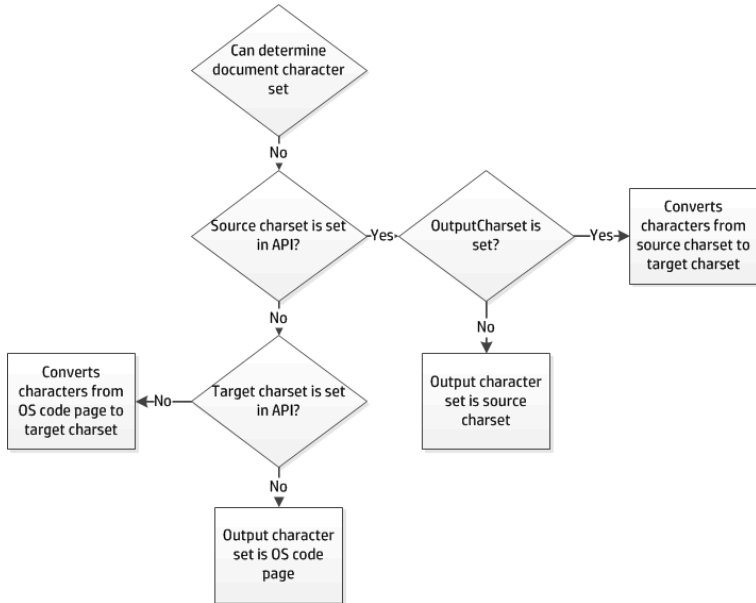 Can determine
document character
set
No
Source charset is set
in API?
Yes
OutputCharset is
set?
Yes
Converts
characters from
source charset to
target charset
No
No
Converts
characters from
OS code page to
target charset
No
Target charset is set
in API?
Output character
set is source
charset
No
Output character
set is OS code
page